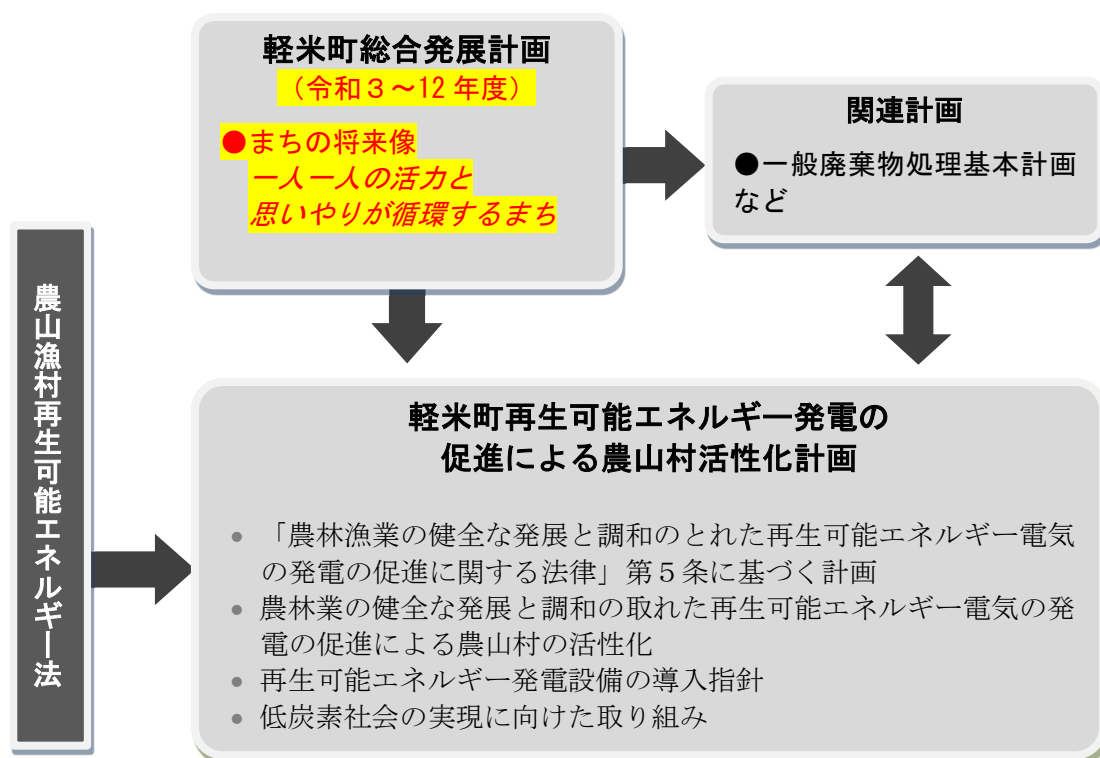 軽米町総合発展計画
（令和３～12 年度）
●まちの将来像
一人一人の活力と
思いやりが循環するまち
関連計画
●一般廃棄物処理基本計画
など
農山漁村再生可能エネルギー法
軽米町再生可能エネルギー発電の
促進による農山村活性化計画
• 「農林漁業の健全な発展と調和のとれた再生可能エネルギー電気
の発電の促進に関する法律」第５条に基づく計画
• 農林業の健全な発展と調和の取れた再生可能エネルギー電気の発
電の促進による農山村の活性化
• 再生可能エネルギー発電設備の導入指針
• 低炭素社会の実現に向けた取り組み